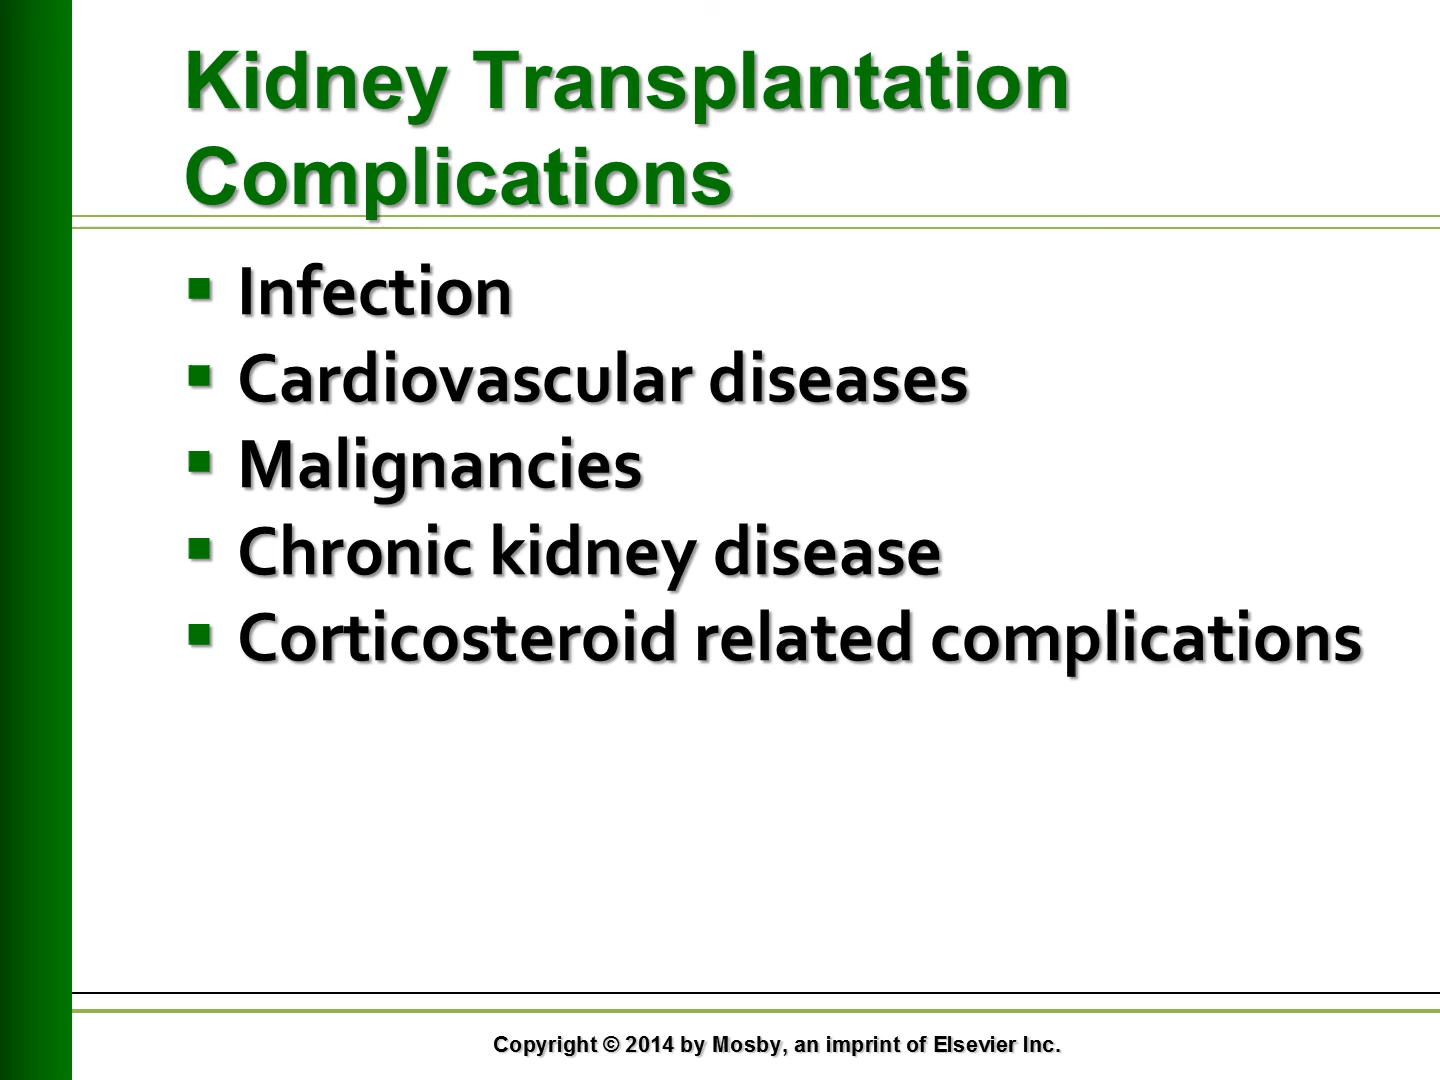 Kidney Transplantation
Complications
▪ Infection
▪ Cardiovascular diseases
▪ Malignancies
▪ Chronic kidney disease
▪ Corticosteroid related complications
Copyright © 2014 by Mosby, an imprint of Elsevier Inc.